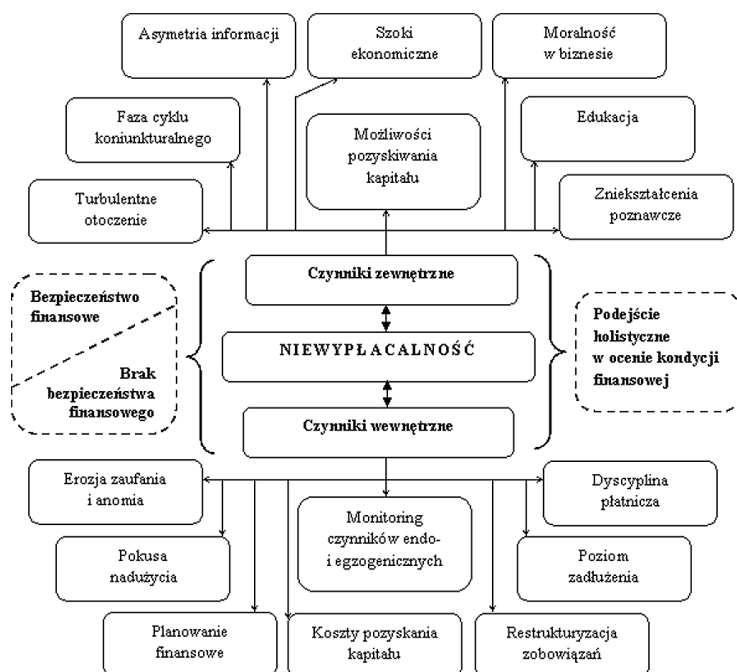 Asymetria informacji
Szoki
ekonomiczne
Moralność
w biznesie
Faza cyklu
koniunkturalnego
Możliwości
pozyskiwania
kapitału
Edukacja
Turbulentne
otoczenie
Zniekształcenia
poznawcze
Czynniki zewnętrzne
Bezpieczeństwo
finansowe
Brak
bezpieczeństwa
finansowego
NIEWYPŁACALNOŚĆ
Podejście
holistyczne
w ocenie kondycji
finansowej
Czynniki wewnętrzne
Erozja zaufania
i anomia
Dyscyplina
płatnicza
Monitoring
czynników endo-
i egzogenicznych
Pokusa
nadużycia
Poziom
zadłużenia
Planowanie
finansowe
Koszty pozyskania
kapitału
Restrukturyzacja
zobowiązań